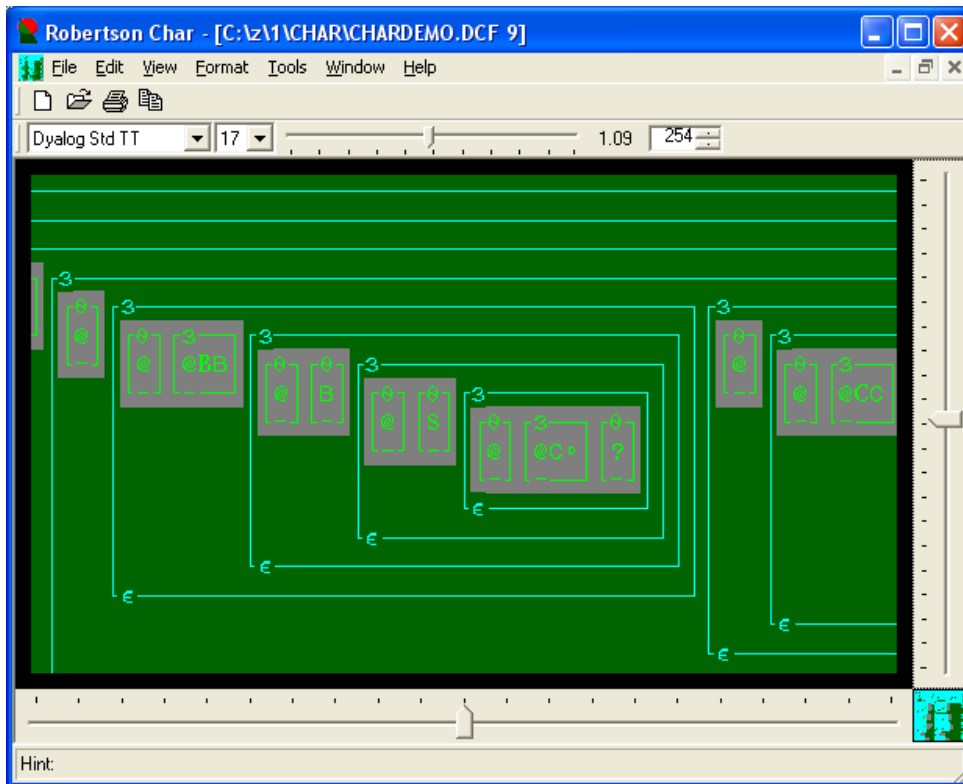 Robertson Char - [C:\z\1\CHAR\CHARDEMO.DCF 9]
File Edit View Format Tools Window Help
Dyalog Std TT 17 1.09 254
3
θ 3 3
@ θ 3 3 θ
@ @BB θ θ 3 @ θ 3
@ B θ θ 3 @ @CC
@ S θ 3 θ
@ @C∘ ?
∊
∊
∊
∊ ∊
∊
Hint: